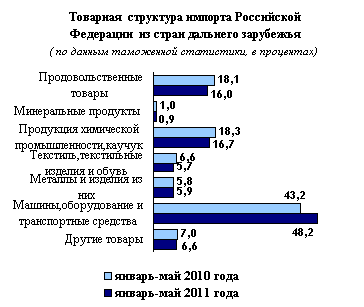 Товарная структура импорта Российской
Федерации из стран дальнего зарубежья
( по данным таможенной статистики, в процентах)
Продовольственные
товары
18,1
16,0
Минеральные продукты
1,0
0,9
Продукция химической
промышленности,каучук
18,3
16,7
Текстиль,текстильные
изделия и обувь
6,6
5,7
Металлы и изделия из
них
5,8
5,9
Машины,оборудование и
транспортные средства
43,2
48,2
Другие товары
7,0
6,6
январь-май 2010 года
январь-май 2011 года